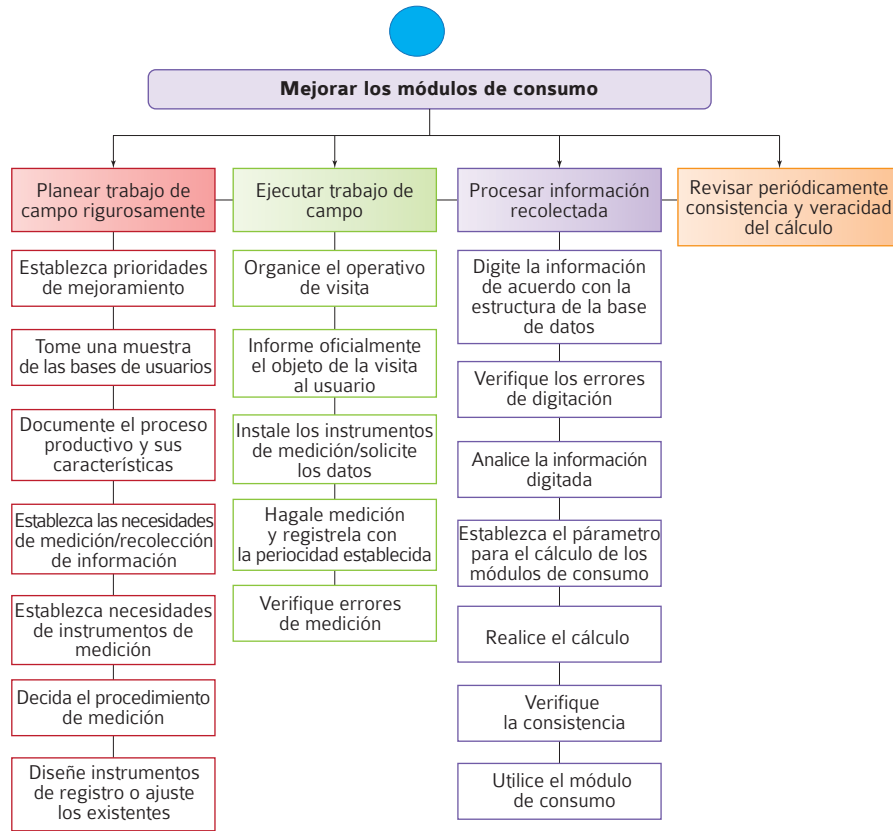 Mejorar los módulos de consumo
Planear trabajo de
campo rigurosamente
Establezca prioridades
de mejoramiento
Tome una muestra
de las bases de usuarios
Documente el proceso
productivo y sus
características
Establezca las necesidades
de medición/recolección
de información
Establezca necesidades
de instrumentos de
medición
Decida el procedimiento
de medición
Diseñe instrumentos
de registro o ajuste
los existentes
Ejecutar trabajo de
campo
Organice el operativo
de visita
Informe oficialmente
el objeto de la visita
al usuario
Instale los instrumentos
de medición/solicite
los datos
Hagale medición
y registrela con
la periocidad establecida
Verifique errores
de medición
Procesar información
recolectada
Digite la información
de acuerdo con la
estructura de la base
de datos
Verifique los errores
de digitación
Analice la información
digitada
Establezca el párametro
para el cálculo de los
módulos de consumo
Realice el cálculo
Verifique
la consistencia
Utilice el módulo
de consumo
Revisar periódicamente
consistencia y veracidad
del cálculo